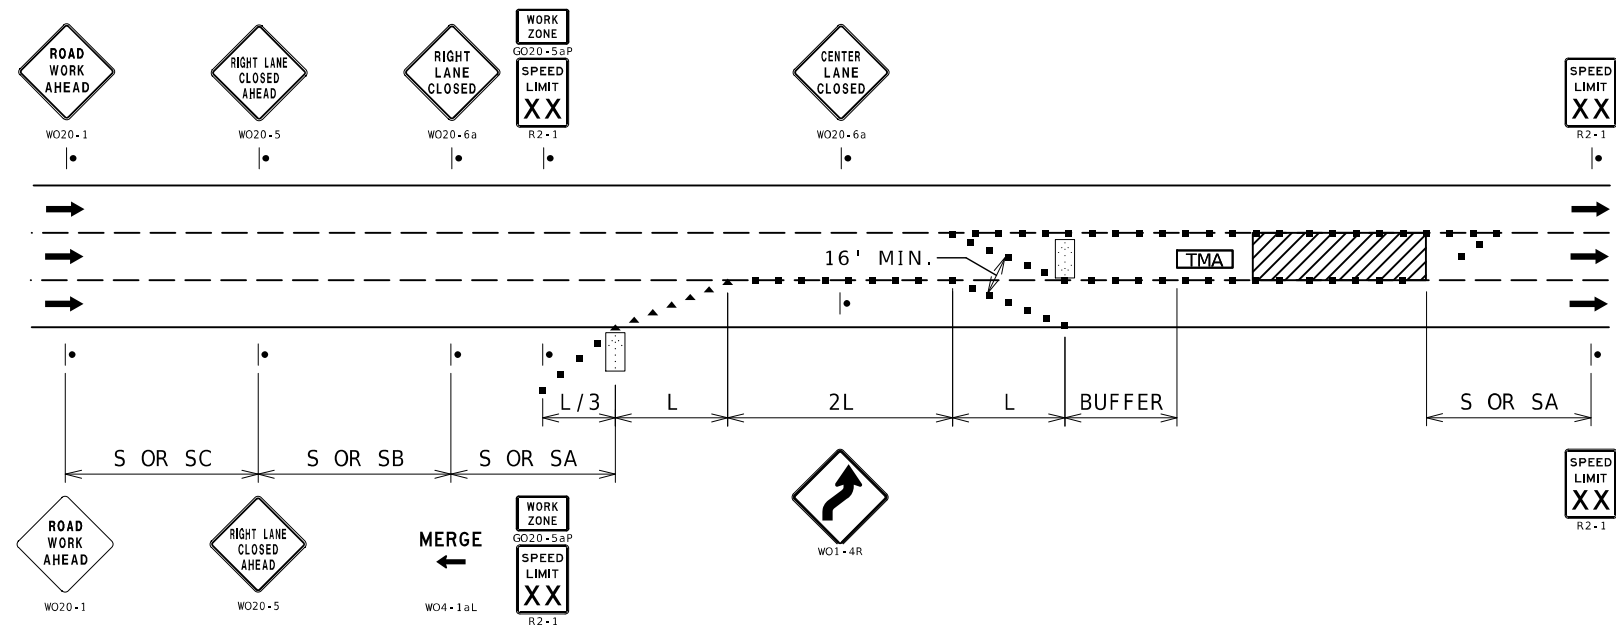 ROAD
WORK
AHEAD
WO20-1
RIGHT LANE
CLOSED
AHEAD
WO20-5
RIGHT
LANE
CLOSED
WO20-6a
WORK
ZONE
GO20-5aP
SPEED
LIMIT
XX
R2-1
CENTER
LANE
CLOSED
WO20-6a
SPEED
LIMIT
XX
R2-1
16' MIN.
TMA
L/3
L
2L
L
BUFFER
S OR SA
S OR SC
S OR SB
S OR SA
ROAD
WORK
AHEAD
WO20-1
RIGHT LANE
CLOSED
AHEAD
WO20-5
MERGE
WO4-1aL
WORK
ZONE
GO20-5aP
SPEED
LIMIT
XX
R2-1
WO1-4R
SPEED
LIMIT
XX
R2-1